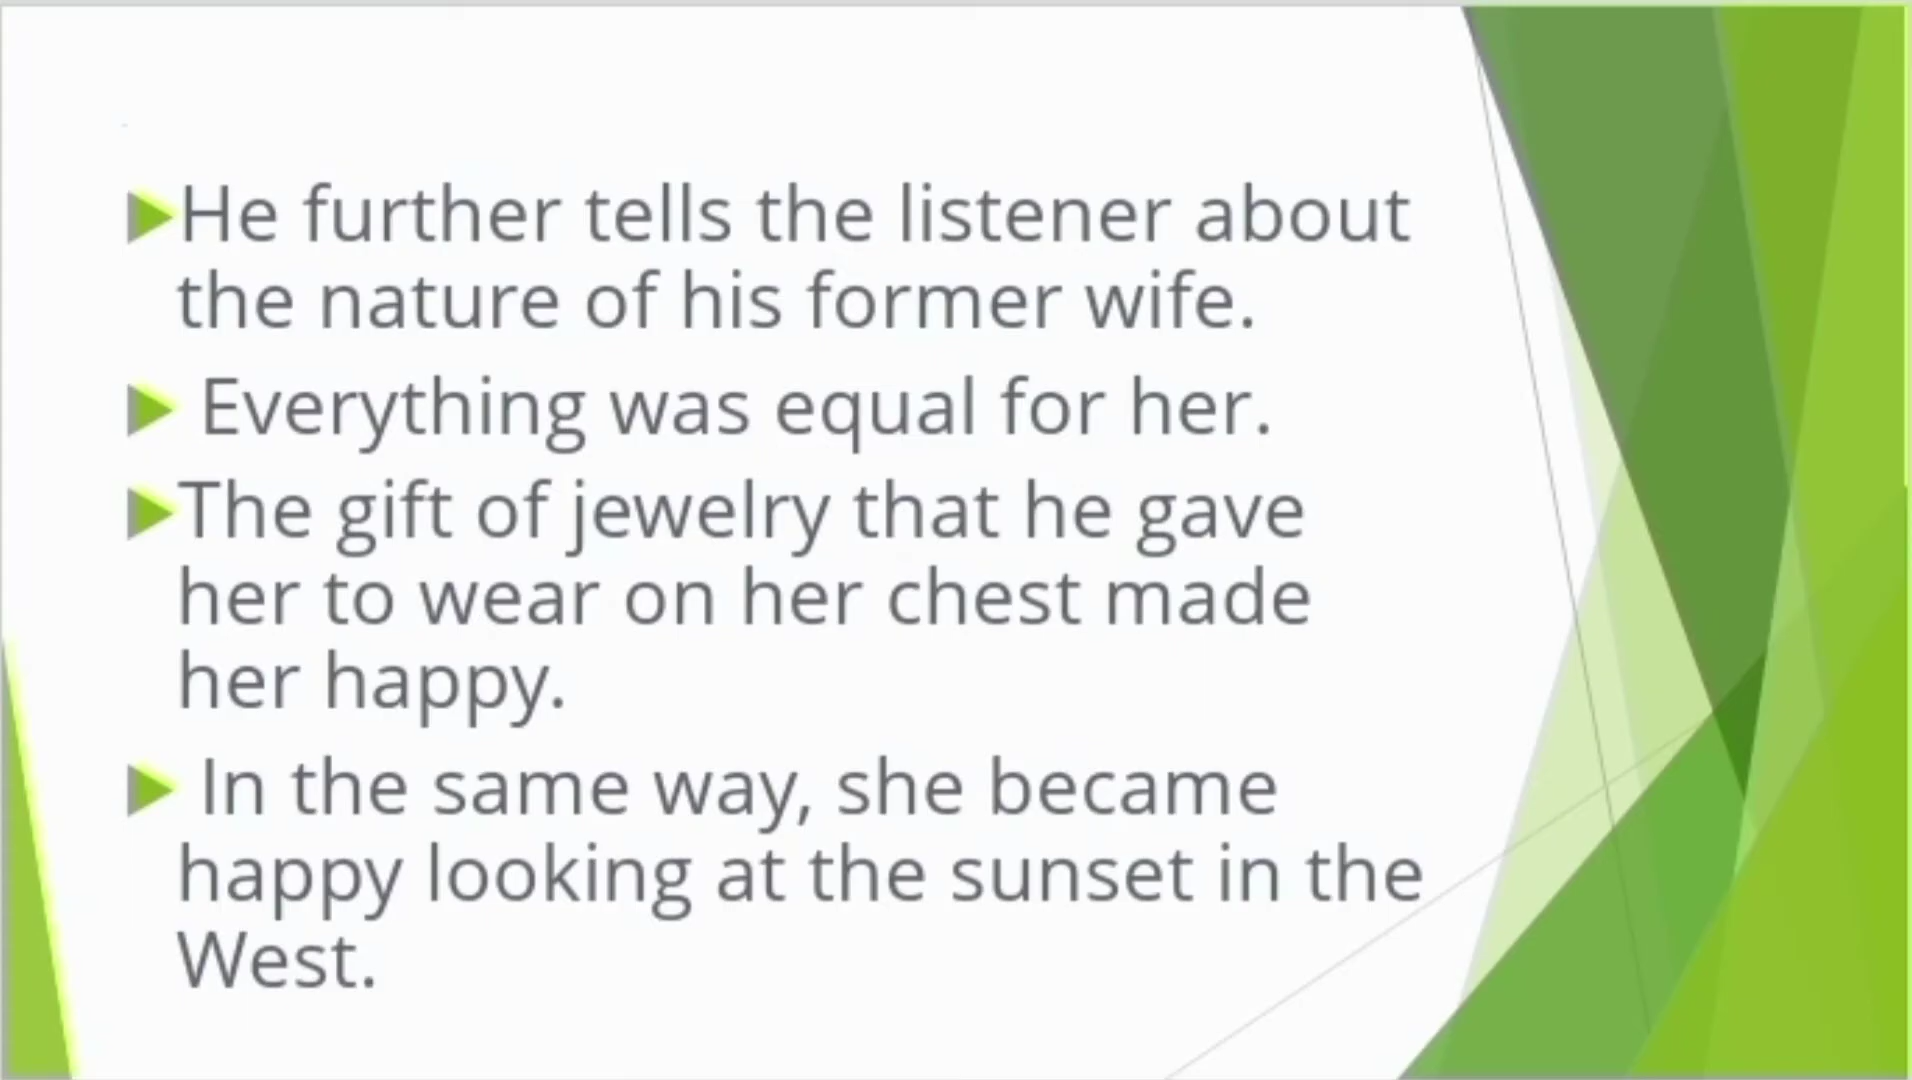 He further tells the listener about
the nature of his former wife.
Everything was equal for her.
The gift of jewelry that he gave
her to wear on her chest made
her happy.
In the same way, she became
happy looking at the sunset in the
West.